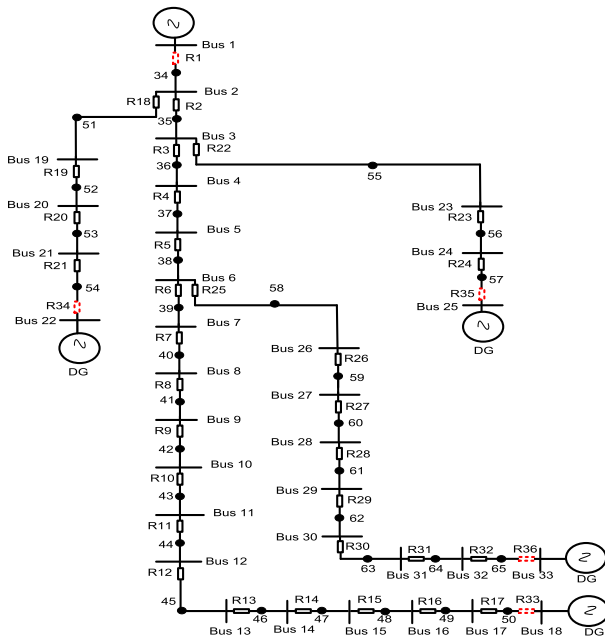 Bus 1
R1
34
Bus 2
R18
R2
51
35
Bus 3
R3
R22
36
55
Bus 19
R19
Bus 4
52
R4
Bus 20
37
Bus 23
R20
R23
53
Bus 5
56
R5
Bus 21
38
Bus 24
R21
R24
Bus 6
54
57
R6
R25
58
R34
R35
39
Bus 22
Bus 25
Bus 7
R7
DG
DG
40
Bus 26
R26
Bus 8
R8
59
41
Bus 27
R27
Bus 9
60
R9
42
Bus 28
R28
Bus 10
61
R10
43
Bus 29
R29
Bus 11
62
R11
44
Bus 30
R30
R31
R32
R36
Bus 12
63
64
65
R12
Bus 31
Bus 32
Bus 33
DG
45
R13
R14
R15
R16
R17
R33
46
47
48
49
50
Bus 13
Bus 14
Bus 15
Bus 16
Bus 17
Bus 18
DG